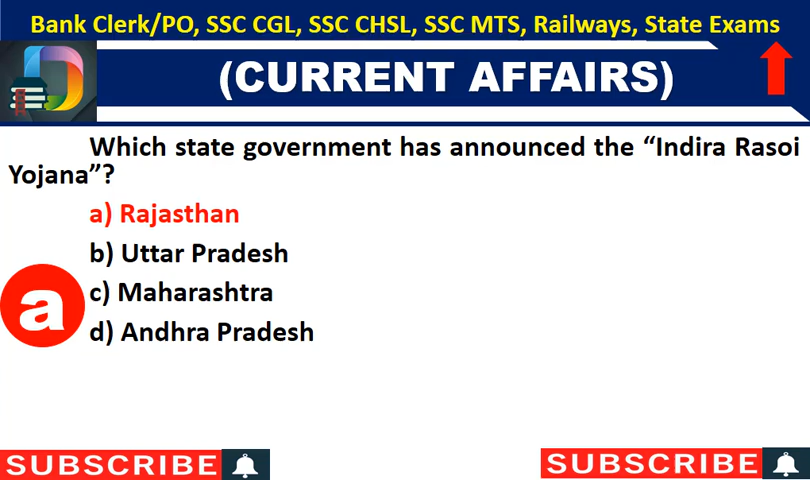 Bank Clerk/PO, SSC CGL, SSC CHSL, SSC MTS, Railways, State Exams
(CURRENT AFFAIRS)
Which state government has announced the “Indira Rasoi
Yojana”?
a) Rajasthan
b) Uttar Pradesh
a
c) Maharashtra
d) Andhra Pradesh
SUBSCRIBE
SUBSCRIBE